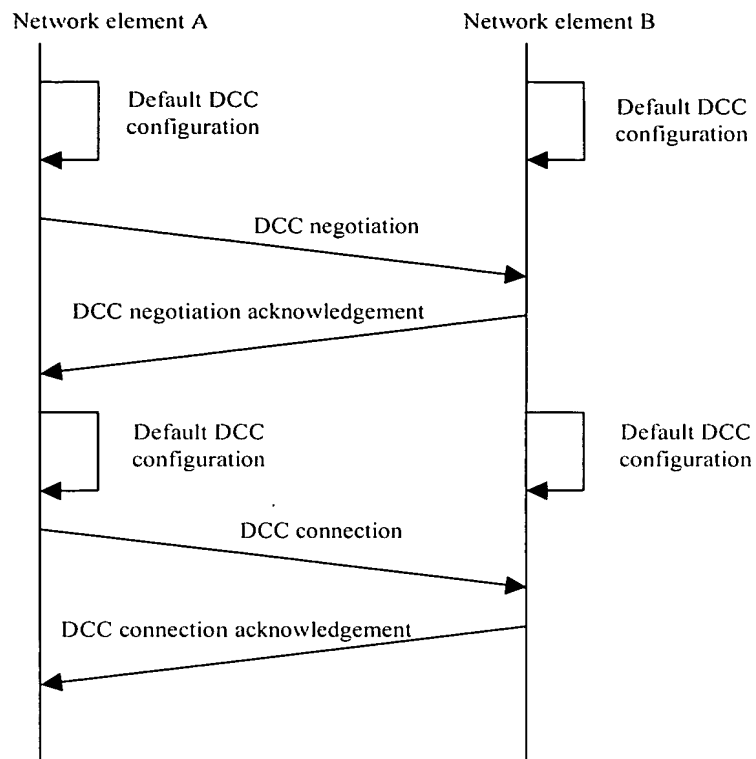 Network element A
Network element B
Default DCC
configuration
Default DCC
configuration
DCC negotiation
DCC negotiation acknowledgement
Default DCC
configuration
Default DCC
configuration
DCC connection
DCC connection acknowledgement